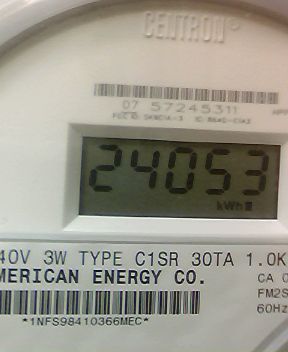 CENTRON®
07 57245311
24053
kWh
40V 3W TYPE C1SR 30TA 1.0K
MERICAN ENERGY CO.
CA 0
FM2S
60Hz
*1NFS98410366MEC*